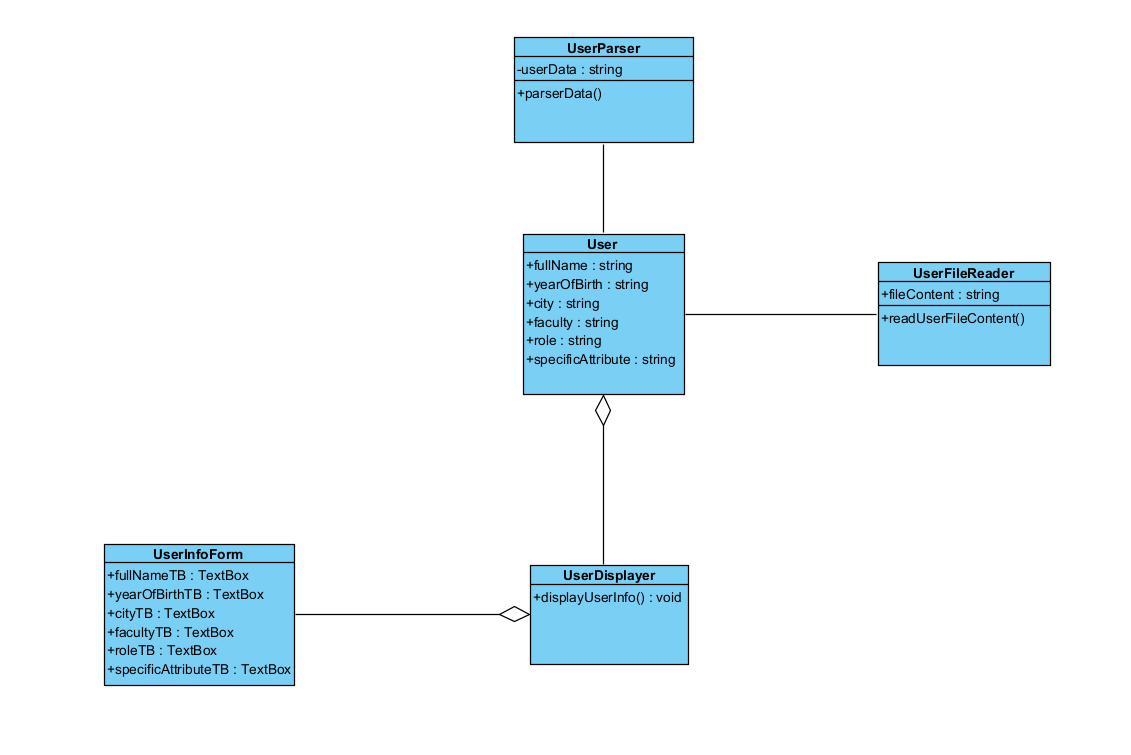 UserParser
-userData : string
+parserData()
User
+fullName : string
+yearOfBirth : string
+city : string
+faculty : string
+role : string
+specificAttribute : string
UserFileReader
+fileContent : string
+readUserFileContent()
UserInfoForm
+fullNameTB : TextBox
+yearOfBirthTB : TextBox
+cityTB : TextBox
+facultyTB : TextBox
+roleTB : TextBox
+specificAttributeTB : TextBox
UserDisplayer
+displayUserInfo() : void